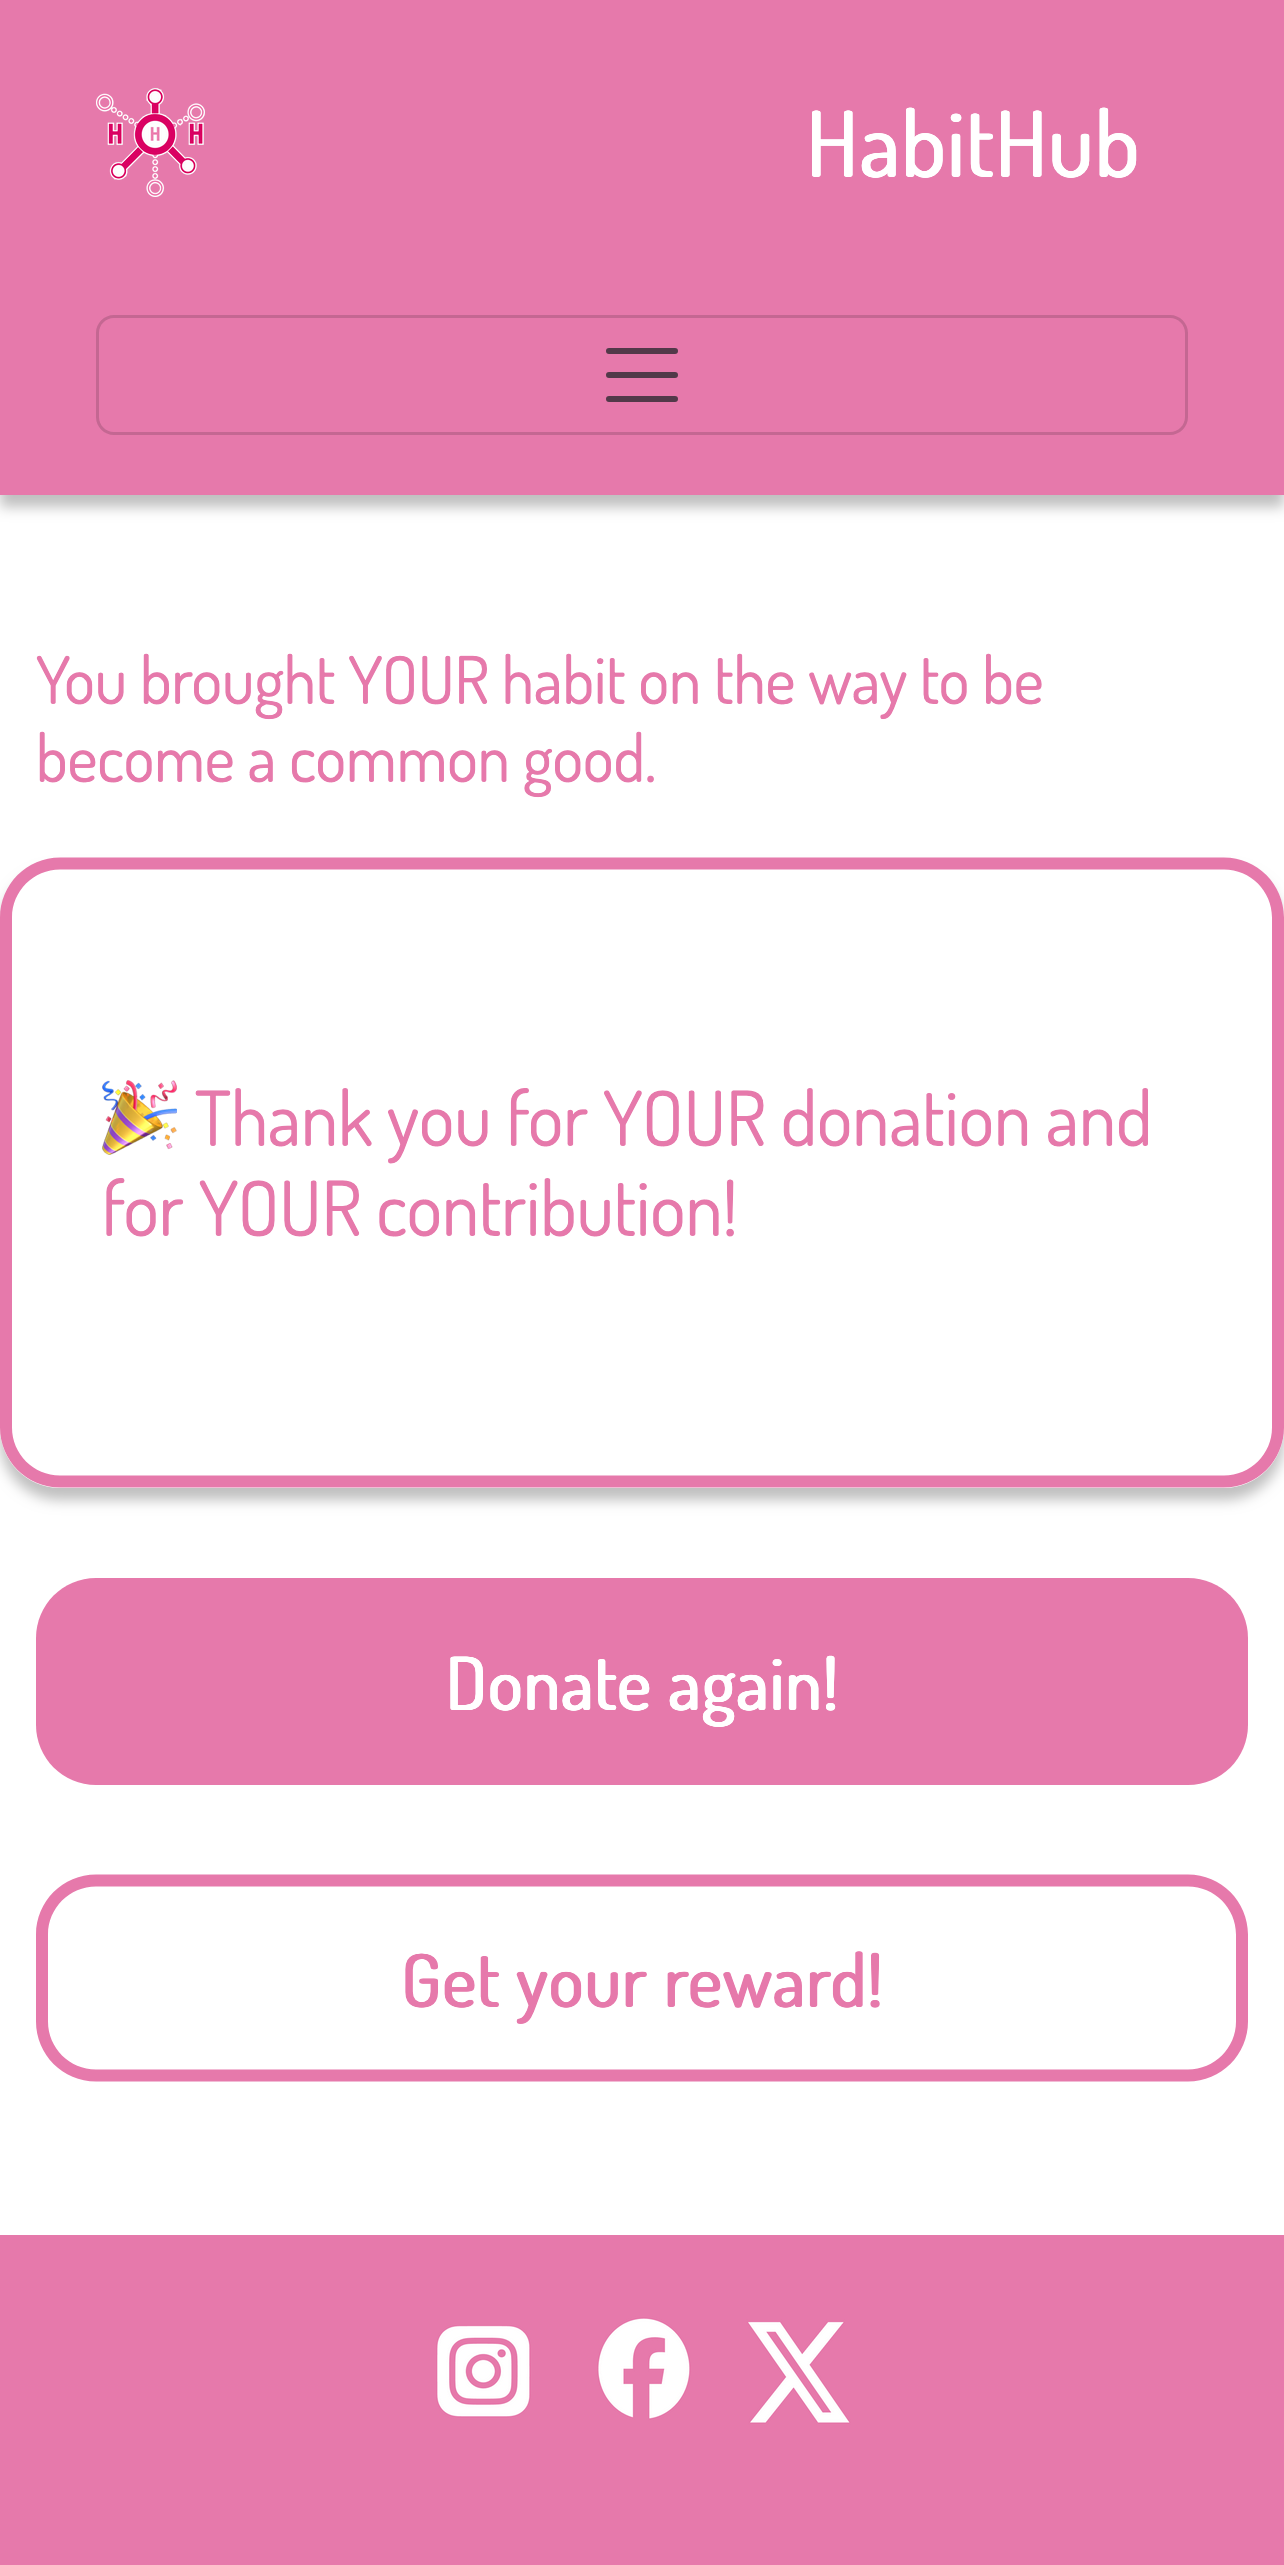 H H H
HabitHub
You brought YOUR habit on the way to be
become a common good.
🎉 Thank you for YOUR donation and
for YOUR contribution!
Donate again!
Get your reward!